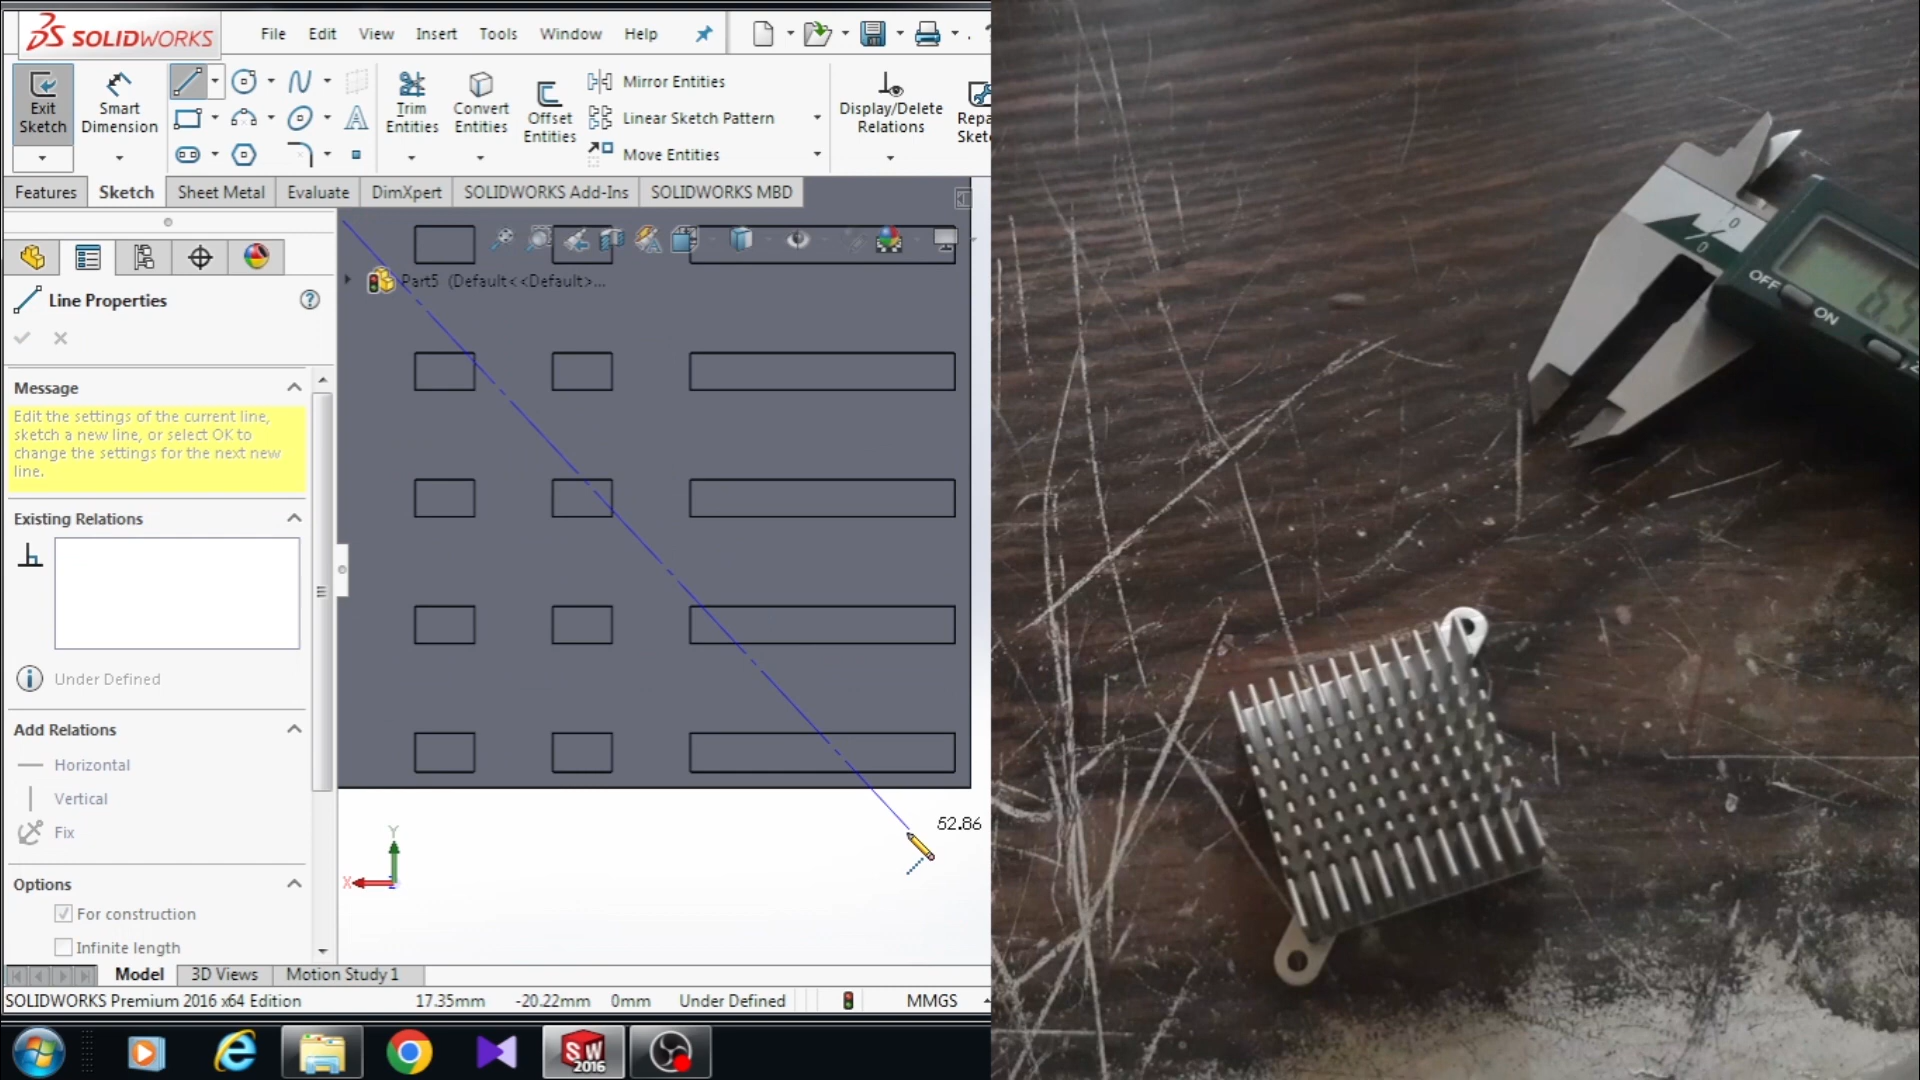 SOLIDWORKS
File Edit View Insert Tools Window Help
Exit Sketch
Smart Dimension
Trim Entities
Convert Entities
Offset Entities
Mirror Entities
Linear Sketch Pattern
Move Entities
Display/Delete Relations
Features Sketch Sheet Metal Evaluate DimXpert SOLIDWORKS Add-Ins SOLIDWORKS MBD
Part5 (Default<<Default>...
Line Properties
Message
Edit the settings of the current line,
sketch a new line, or select OK to
change the settings for the next new
line.
Existing Relations
Under Defined
Add Relations
Horizontal
Vertical
Fix
Options
For construction
Infinite length
52.86
Y
X
Model 3D Views Motion Study 1
SOLIDWORKS Premium 2016 x64 Edition 17.35mm -20.22mm 0mm Under Defined MMGS
SW 2016
OFF
ON
0
0